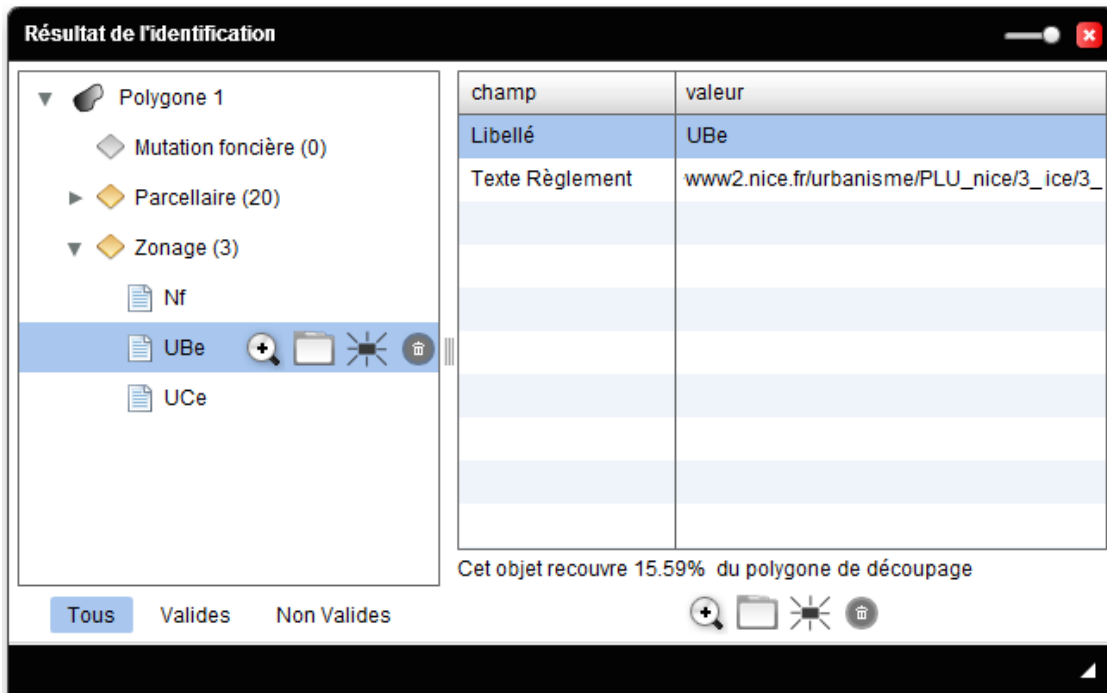 Résultat de l'identification
Polygone 1
Mutation foncière (0)
Parcellaire (20)
Zonage (3)
Nf
UBe
UCe
Tous Valides Non Valides
champ valeur
Libellé UBe
Texte Règlement www2.nice.fr/urbanisme/PLU_nice/3_ ice/3_
Cet objet recouvre 15.59% du polygone de découpage